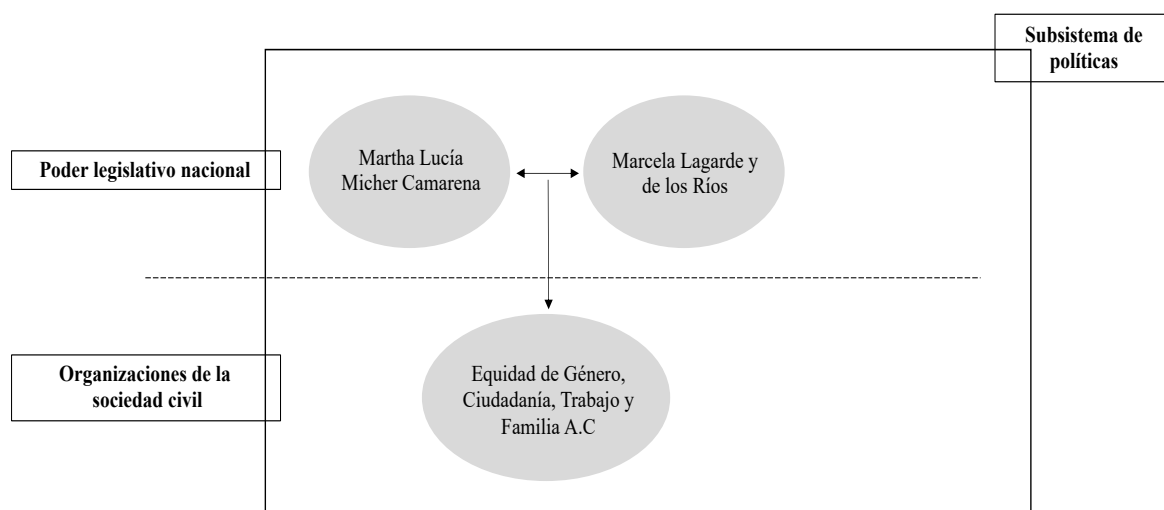 Subsistema de
políticas
Martha Lucía
Micher Camarena
Marcela Lagarde y
de los Ríos
Poder legislativo nacional
Organizaciones de la
sociedad civil
Equidad de Género,
Ciudadanía, Trabajo y
Familia A.C